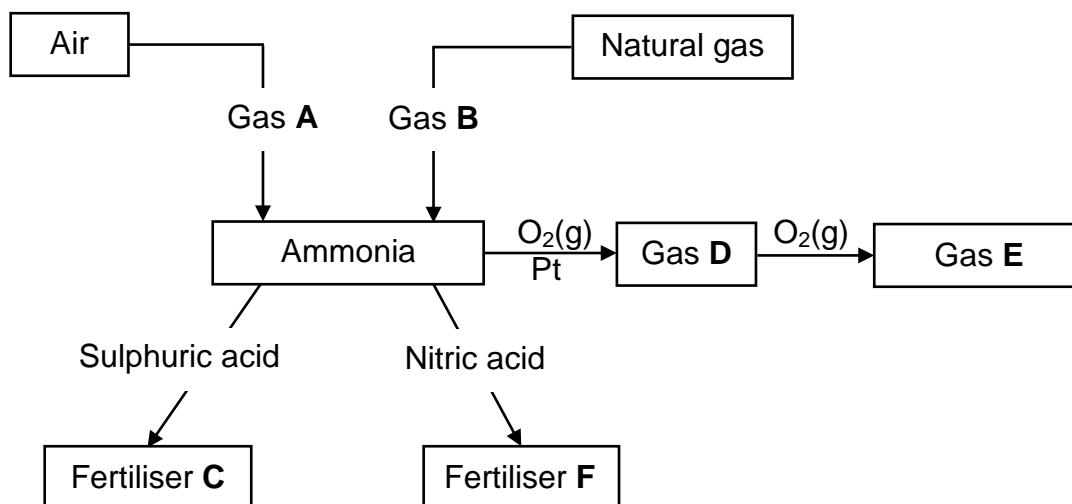 Air
Natural gas
Gas A
Gas B
Ammonia
O₂(g)
Pt
Gas D
O₂(g)
Gas E
Sulphuric acid
Nitric acid
Fertiliser C
Fertiliser F